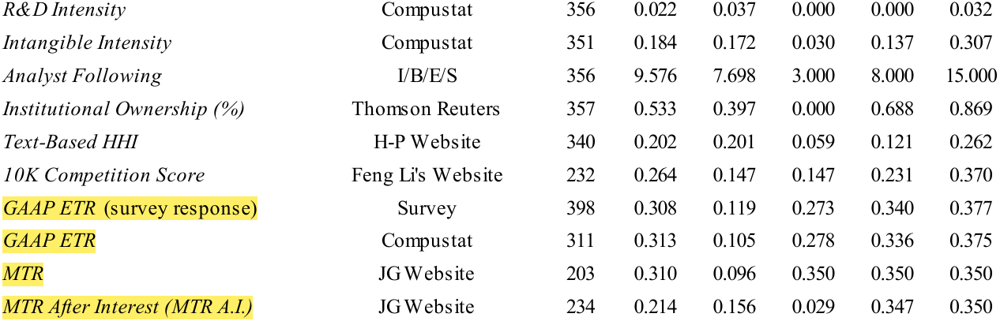 R&D Intensity Compustat 356 0.022 0.037 0.000 0.000 0.032
Intangible Intensity Compustat 351 0.184 0.172 0.030 0.137 0.307
Analyst Following I/B/E/S 356 9.576 7.698 3.000 8.000 15.000
Institutional Ownership (%) Thomson Reuters 357 0.533 0.397 0.000 0.688 0.869
Text-Based HHI H-P Website 340 0.202 0.201 0.059 0.121 0.262
10K Competition Score Feng Li's Website 232 0.264 0.147 0.147 0.231 0.370
GAAP ETR (survey response) Survey 398 0.308 0.119 0.273 0.340 0.377
GAAP ETR Compustat 311 0.313 0.105 0.278 0.336 0.375
MTR JG Website 203 0.310 0.096 0.350 0.350 0.350
MTR After Interest (MTR A.I.) JG Website 234 0.214 0.156 0.029 0.347 0.350